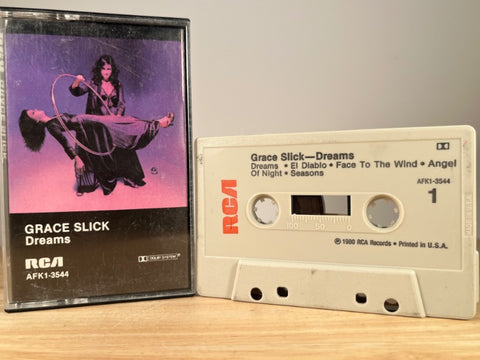 GRACE SLICK
Dreams
RCA
DOLBY SYSTEM
AFK1-3544
Grace Slick—Dreams
Dreams • El Diablo • Face To The Wind • Angel
Of Night • Seasons
AFK1-3544
1
RCA
100 50 0
℗ 1980 RCA Records • Printed in U.S.A.